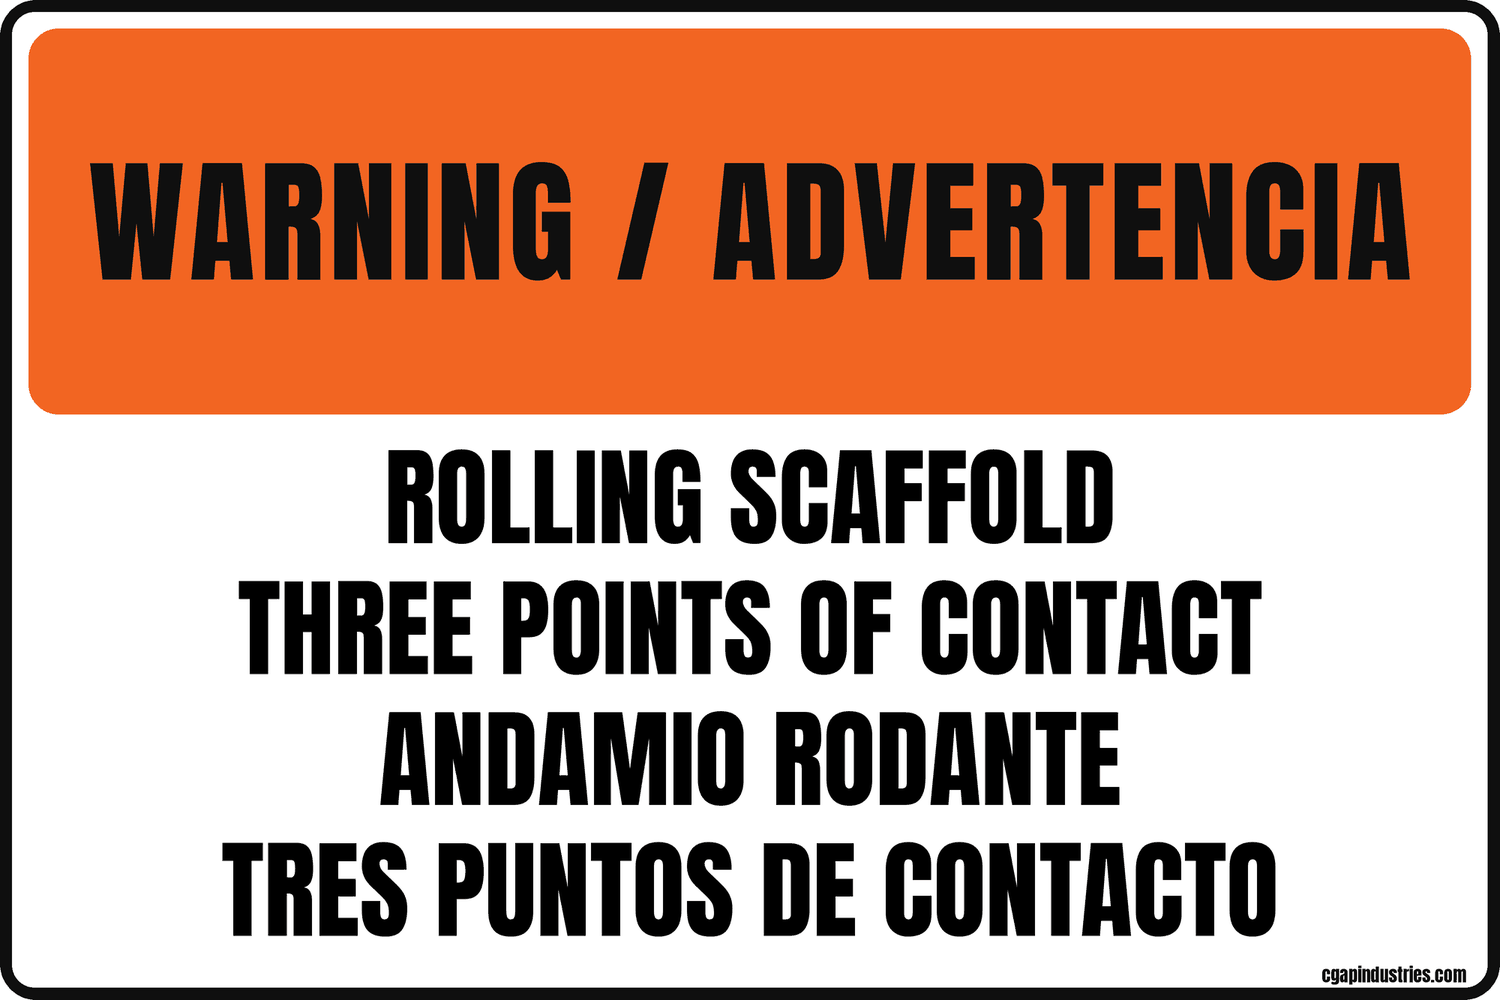 WARNING / ADVERTENCIA
ROLLING SCAFFOLD
THREE POINTS OF CONTACT
ANDAMIO RODANTE
TRES PUNTOS DE CONTACTO
cgapindustries.com